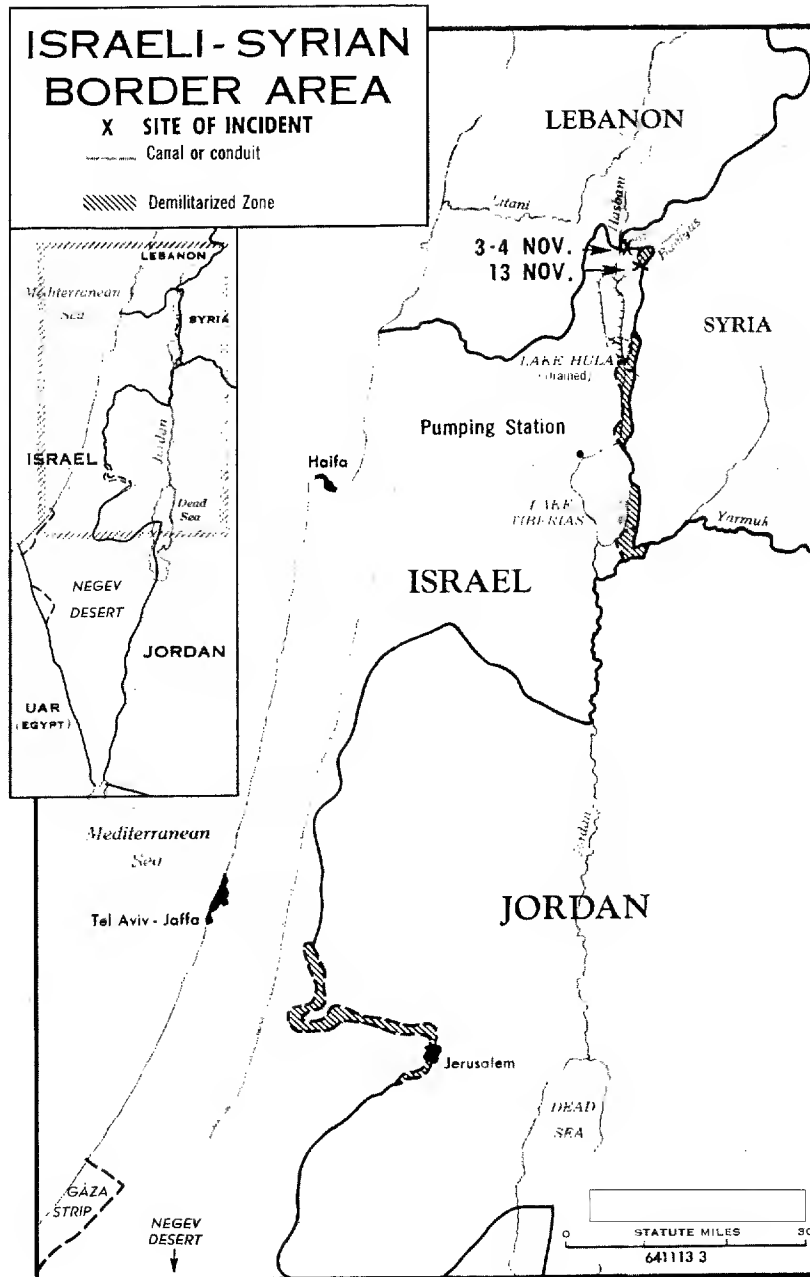 ISRAELI-SYRIAN
BORDER AREA
X SITE OF INCIDENT
Canal or conduit
Demilitarized Zone
LEBANON
Mediterranean
Sea
SYRIA
ISRAEL
Jordan
Dead
Sea
NEGEV
DESERT
JORDAN
UAR
(EGYPT)
LEBANON
Litani
Hasbani
Baniyas
3-4 NOV.
13 NOV.
SYRIA
LAKE HULA
(drained)
Pumping Station
Haifa
LAKE
TIBERIAS
Yarmuk
ISRAEL
Mediterranean
Sea
Jordan
Tel Aviv - Jaffa
JORDAN
Jerusalem
DEAD
SEA
GAZA
STRIP
NEGEV
DESERT
0 STATUTE MILES 30
641113 3